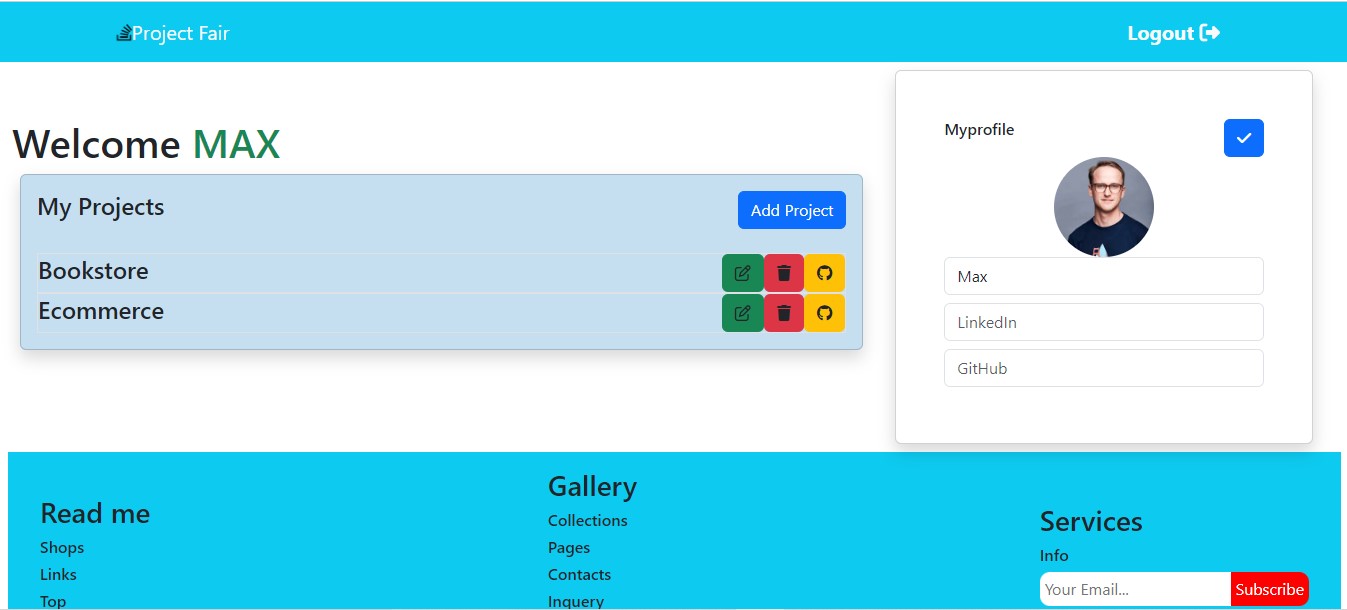 Project Fair
Logout
Welcome MAX
My Projects
Add Project
Bookstore
Ecommerce
Myprofile
Max
LinkedIn
GitHub
Read me
Shops
Links
Top
Gallery
Collections
Pages
Contacts
Inquery
Services
Info
Your Email...
Subscribe